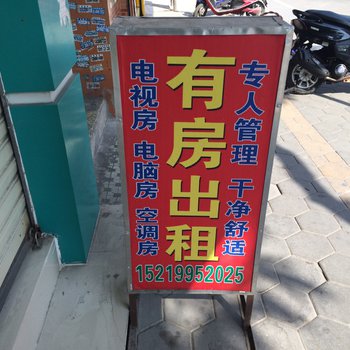 有房出租
电视房 电脑房 空调房
专人管理 干净舒适
15219952025